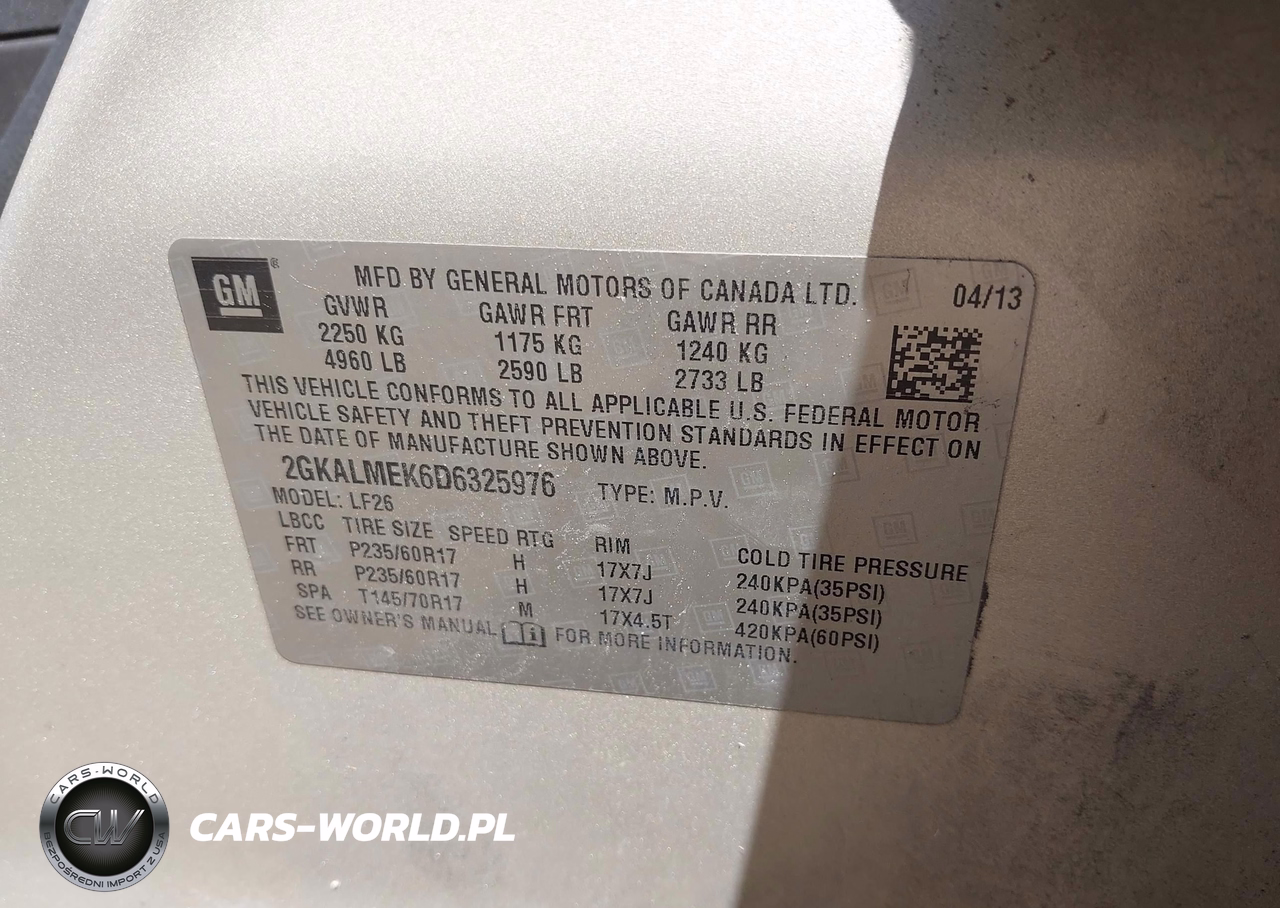 GM
MFD BY GENERAL MOTORS OF CANADA LTD.
04/13
GVWR GAWR FRT GAWR RR
2250 KG 1175 KG 1240 KG
4960 LB 2590 LB 2733 LB
THIS VEHICLE CONFORMS TO ALL APPLICABLE U.S. FEDERAL MOTOR
VEHICLE SAFETY AND THEFT PREVENTION STANDARDS IN EFFECT ON
THE DATE OF MANUFACTURE SHOWN ABOVE.
2GKALMEK6D6325976 TYPE: M.P.V.
MODEL: LF26
LBCC TIRE SIZE SPEED RTG RIM COLD TIRE PRESSURE
FRT P235/60R17 H 17X7J 240KPA(35PSI)
RR P235/60R17 H 17X7J 240KPA(35PSI)
SPA T145/70R17 M 17X4.5T 420KPA(60PSI)
SEE OWNER'S MANUAL FOR MORE INFORMATION.
CARS-WORLD
CW
BEZPOŚREDNI IMPORT Z USA
CARS-WORLD.PL